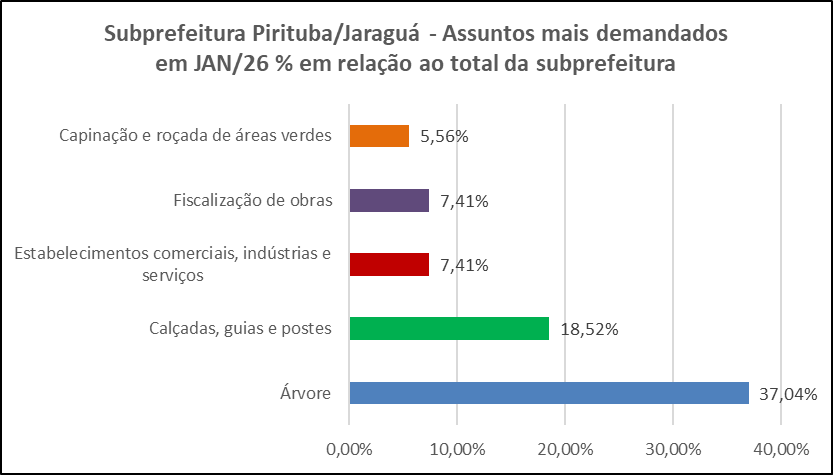 Subprefeitura Pirituba/Jaraguá - Assuntos mais demandados
em JAN/26 % em relação ao total da subprefeitura
Capinação e roçada de áreas verdes
5,56%
Fiscalização de obras
7,41%
Estabelecimentos comerciais, indústrias e
serviços
7,41%
Calçadas, guias e postes
18,52%
Árvore
37,04%
0,00%
10,00%
20,00%
30,00%
40,00%